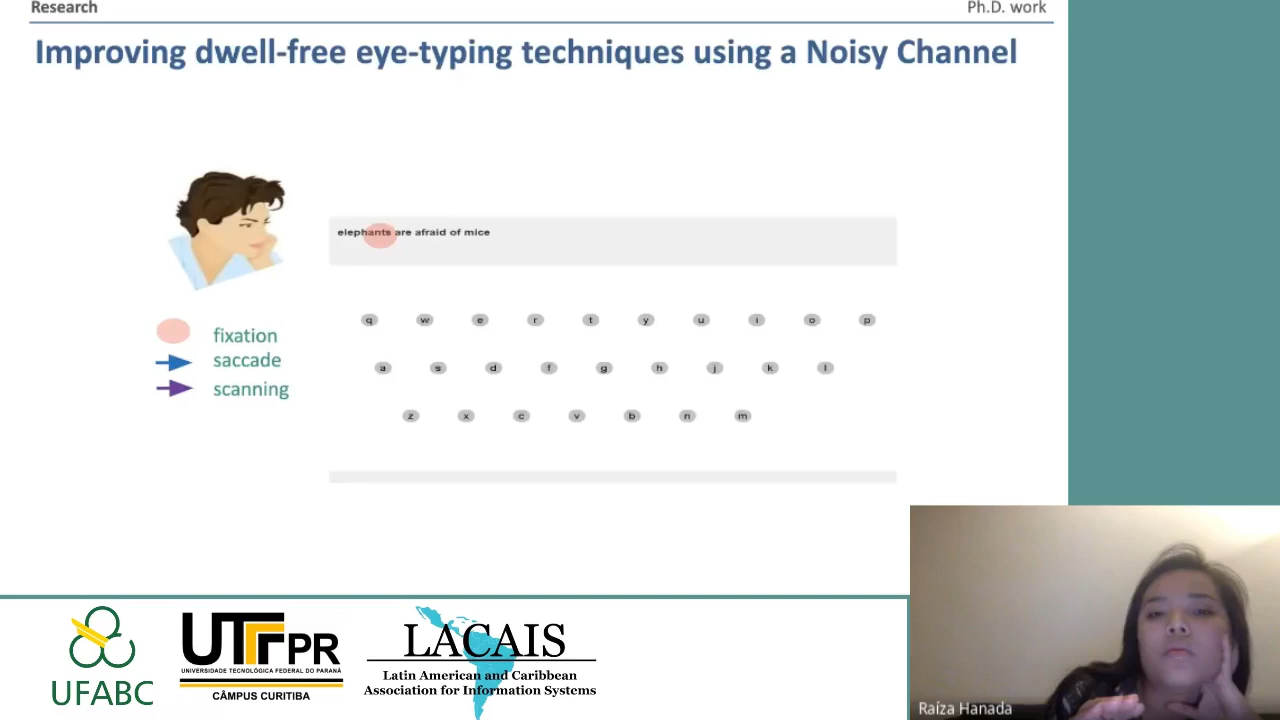 Research
Ph.D. work
Improving dwell-free eye-typing techniques using a Noisy Channel
elephants are afraid of mice
q w e r t y u i o p
a s d f g h j k l
z x c v b n m
fixation
saccade
scanning
UFABC
UTFPR
UNIVERSIDADE TECNOLÓGICA FEDERAL DO PARANÁ
CÂMPUS CURITIBA
LACAIS
Latin American and Caribbean
Association for Information Systems
Raíza Hanada